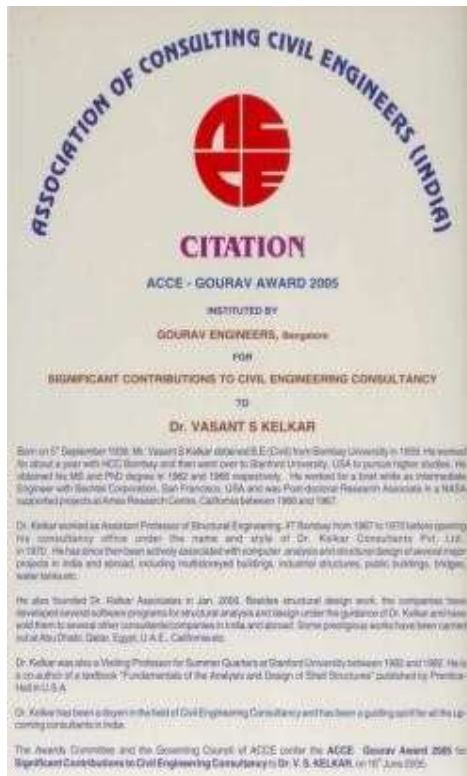 ASSOCIATION OF CONSULTING CIVIL ENGINEERS (INDIA)
ACCE
CITATION
ACCE - GOURAV AWARD 2005
INSTITUTED BY
GOURAV ENGINEERS, Bangalore
FOR
SIGNIFICANT CONTRIBUTIONS TO CIVIL ENGINEERING CONSULTANCY
TO
Dr. VASANT S KELKAR
Born on 5th September 1938, Mr. Vasant S Kelkar obtained B.E (Civil) from Bombay University in 1959. He worked
for about a year with HCC Bombay and then went over to Stanford University, USA to pursue higher studies. He
obtained his MS and PhD degree in 1962 and respectively. He worked for a brief while as Intermediate
Engineer with Bechtel Corporation, San Francisco, USA and was Post-doctoral Research Associate in a NASA
supported projects at Ames Research Centre, California between and 1967.
Dr. Kelkar worked as Assistant Professor of Structural Engineering, IIT Bombay from 1967 to 1970 before opening
his consultancy office under the name and style of Dr. Kelkar Consultants Pvt. Ltd.,
in 1970. He has since then been actively associated with computer analysis and structural design of several major
projects in India and abroad, including multistoreyed buildings, industrial structures, public buildings, bridges,
water tanks etc.
He also founded Dr. Kelkar Associates in Jan. Besides structural design work, the companies have
developed several software programs for structural analysis and design under the guidance of Dr. Kelkar and have
sold them to several other consultants/companies in India and abroad. Some prestigious works have been carried
out at Abu Dhabi, Qatar, Egypt, U.A.E., California etc.
Dr. Kelkar was also a Visiting Professor for Summer Quarters at Stanford University between and He is
a co-author of a textbook "Fundamentals of the Analysis and Design of Shell Structures" published by Prentice-
Hall in U.S.A
Dr. Kelkar has been a doyen in the field of Civil Engineering Consultancy and has been a guiding spirit for all the up-
coming consultants in India.
The Awards Committee and the Governing Council of ACCE confer the ACCE Gourav Award 2005 for
Significant Contributions to Civil Engineering Consultancy to Dr. V. S. KELKAR, on June